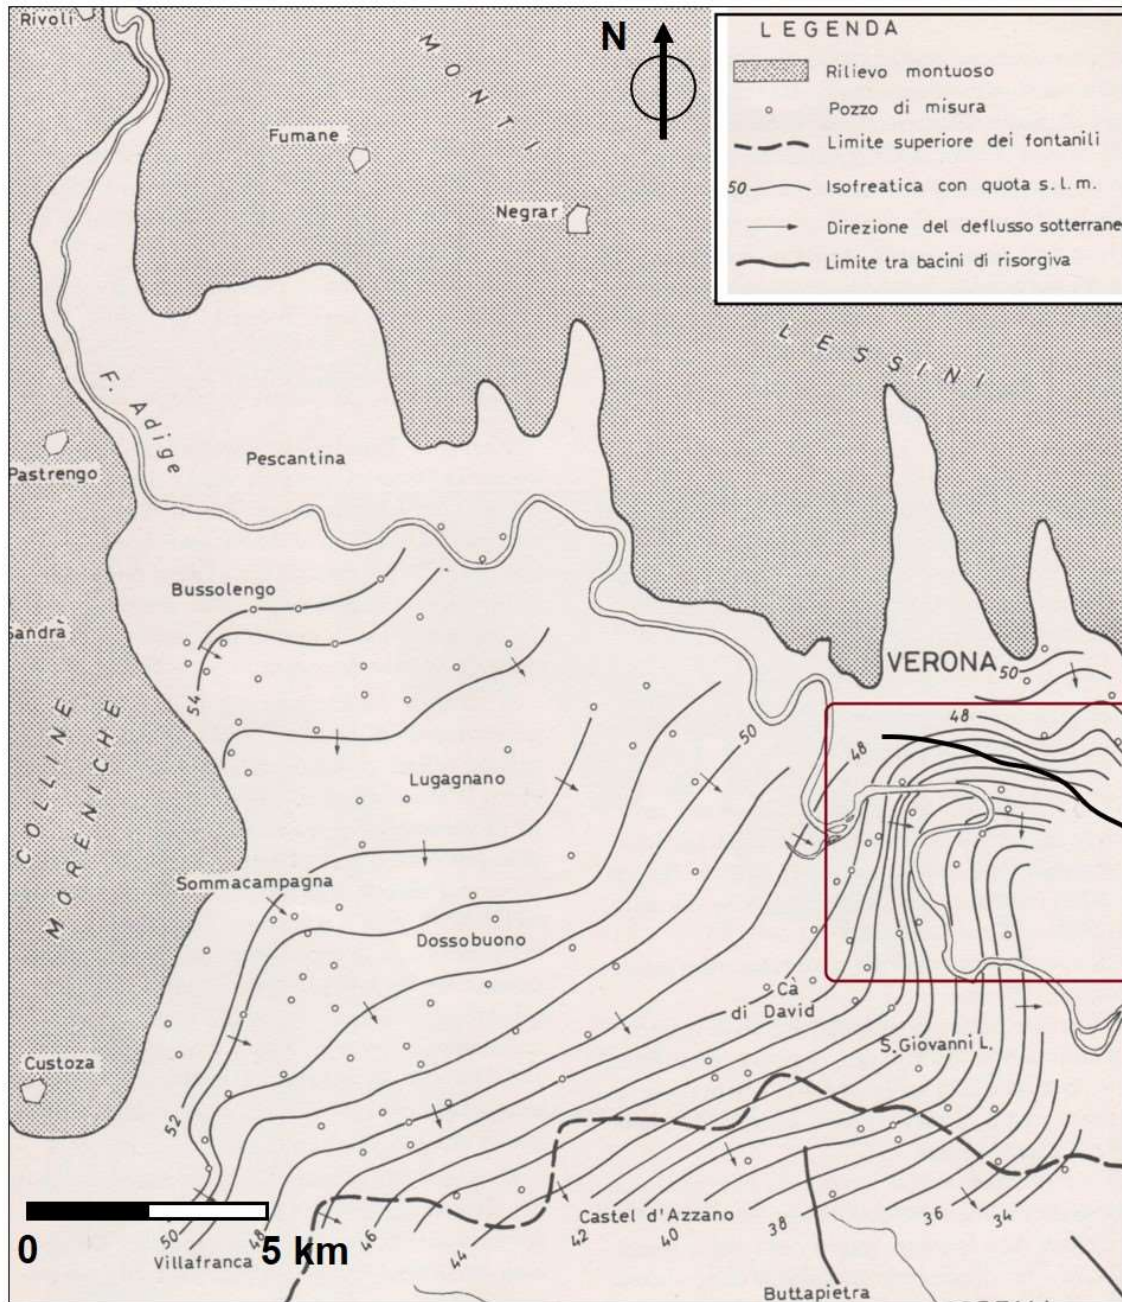 Rivoli
MONTI
N
LEGENDA
Rilievo montuoso
Pozzo di misura
Limite superiore dei fontanili
50 Isofreatica con quota s.l.m.
Direzione del deflusso sotterrane
Limite tra bacini di risorgiva
Fumane
Negrar
LESSINI
F. Adige
Pastrengo
Pescantina
Bussolengo
Sandrà
COLLINE
MORENICHE
54
VERONA
50
48
50
48
Lugagnano
Sommacampagna
Dossobuono
Cà
di David
S. Giovanni L.
Custoza
52
0
5 km
50
48
46
44
42
40
38
36
34
Villafranca
Castel d'Azzano
Buttapietra